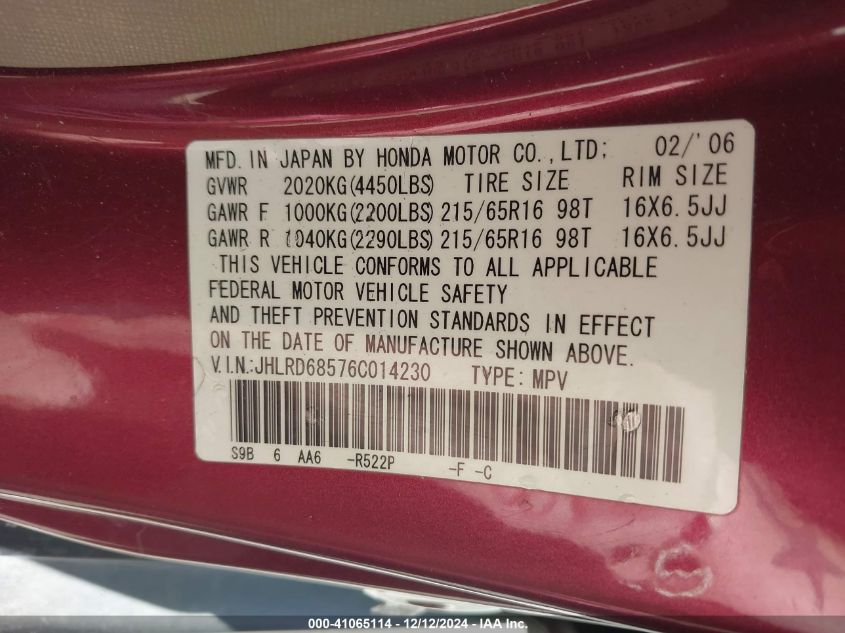 MFD. IN JAPAN BY HONDA MOTOR CO.,LTD; 02/'06
GVWR 2020KG(4450LBS) TIRE SIZE RIM SIZE
GAWR F 1000KG(2200LBS) 215/65R16 98T 16X6.5JJ
GAWR R 1040KG(2290LBS) 215/65R16 98T 16X6.5JJ
THIS VEHICLE CONFORMS TO ALL APPLICABLE
FEDERAL MOTOR VEHICLE SAFETY
AND THEFT PREVENTION STANDARDS IN EFFECT
ON THE DATE OF MANUFACTURE SHOWN ABOVE.
V.I.N.:JHLRD68576C014230 TYPE: MPV
S9B 6 AA6 -R522P -F -C
000-41065114 - 12/12/2024 - IAA Inc.